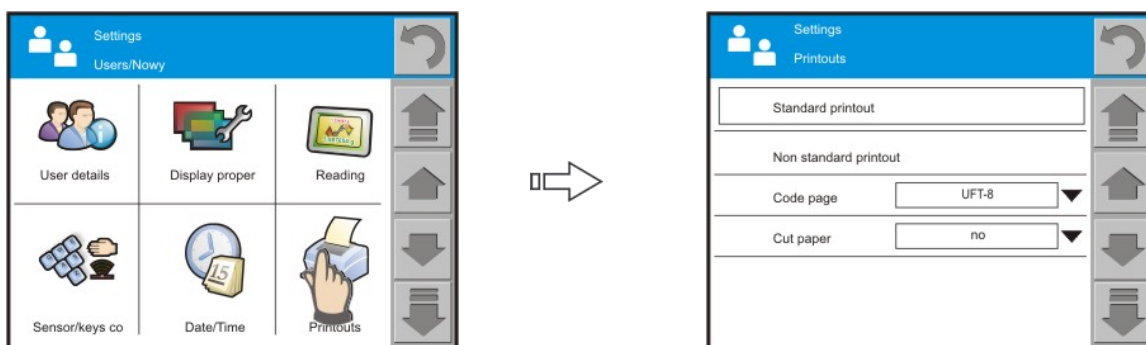 Settings
Users/Nowy
User details
Display proper
Reading
Sensor/keys co
15
Date/Time
Printouts
Settings
Printouts
Standard printout
Non standard printout
Code page
UFT-8
Cut paper
no